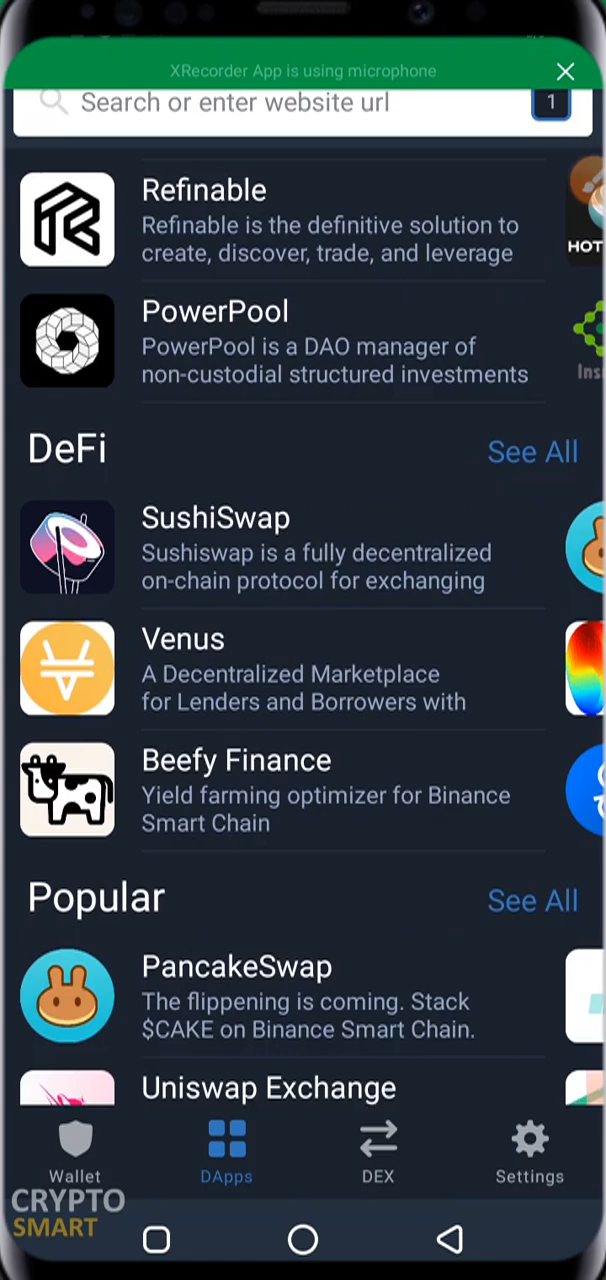 XRecorder App is using microphone
Search or enter website url
1
Refinable
Refinable is the definitive solution to
create, discover, trade, and leverage
HOT
PowerPool
PowerPool is a DAO manager of
non-custodial structured investments
Ins
DeFi
See All
SushiSwap
Sushiswap is a fully decentralized
on-chain protocol for exchanging
Venus
A Decentralized Marketplace
for Lenders and Borrowers with
Beefy Finance
Yield farming optimizer for Binance
Smart Chain
Popular
See All
PancakeSwap
The flippening is coming. Stack
$CAKE on Binance Smart Chain.
Uniswap Exchange
Wallet
DApps
DEX
Settings
CRYPTO
SMART